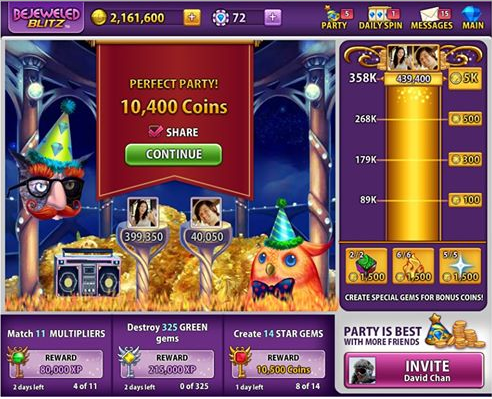 BEJEWELED
BLITZ
2,161,600
+
72
+
5
PARTY
1
DAILY SPIN
15
MESSAGES
MAIN
PERFECT PARTY!
10,400 Coins
SHARE
CONTINUE
399,350
40,050
439,400
358K
5K
268K
500
179K
300
89K
100
2/2
1,500
6/6
1,500
5/5
1,500
CREATE SPECIAL GEMS FOR BONUS COINS!
Match 11 MULTIPLIERS
REWARD
80,000 XP
2 days left
4 of 11
Destroy 325 GREEN
gems
REWARD
215,000 XP
2 days left
0 of 325
Create 14 STAR GEMS
REWARD
10,500 Coins
1 day left
8 of 14
PARTY IS BEST
WITH MORE FRIENDS
INVITE
David Chan